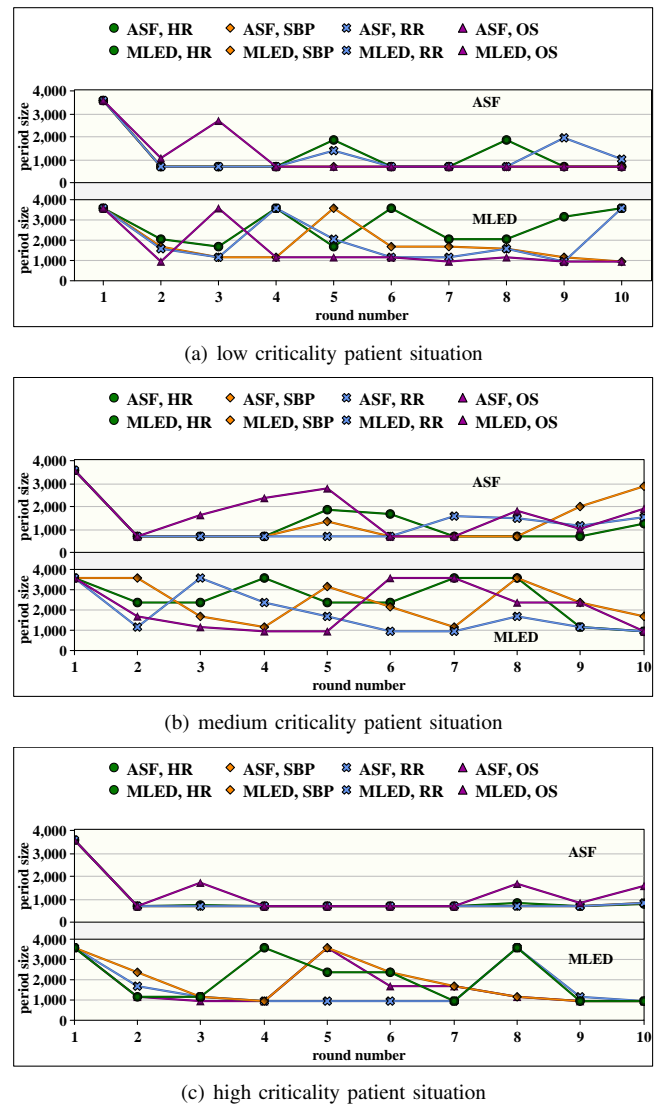 ASF, HR ASF, SBP ASF, RR ASF, OS
MLED, HR MLED, SBP MLED, RR MLED, OS
period size
4,000
3,000
2,000
1,000
0
ASF
period size
4,000
3,000
2,000
1,000
0
MLED
1 2 3 4 5 6 7 8 9 10
round number
(a) low criticality patient situation
ASF, HR ASF, SBP ASF, RR ASF, OS
MLED, HR MLED, SBP MLED, RR MLED, OS
period size
4,000
3,000
2,000
1,000
0
ASF
period size
4,000
3,000
2,000
1,000
0
MLED
1 2 3 4 5 6 7 8 9 10
round number
(b) medium criticality patient situation
ASF, HR ASF, SBP ASF, RR ASF, OS
MLED, HR MLED, SBP MLED, RR MLED, OS
period size
4,000
3,000
2,000
1,000
0
ASF
period size
4,000
3,000
2,000
1,000
0
MLED
1 2 3 4 5 6 7 8 9 10
round number
(c) high criticality patient situation